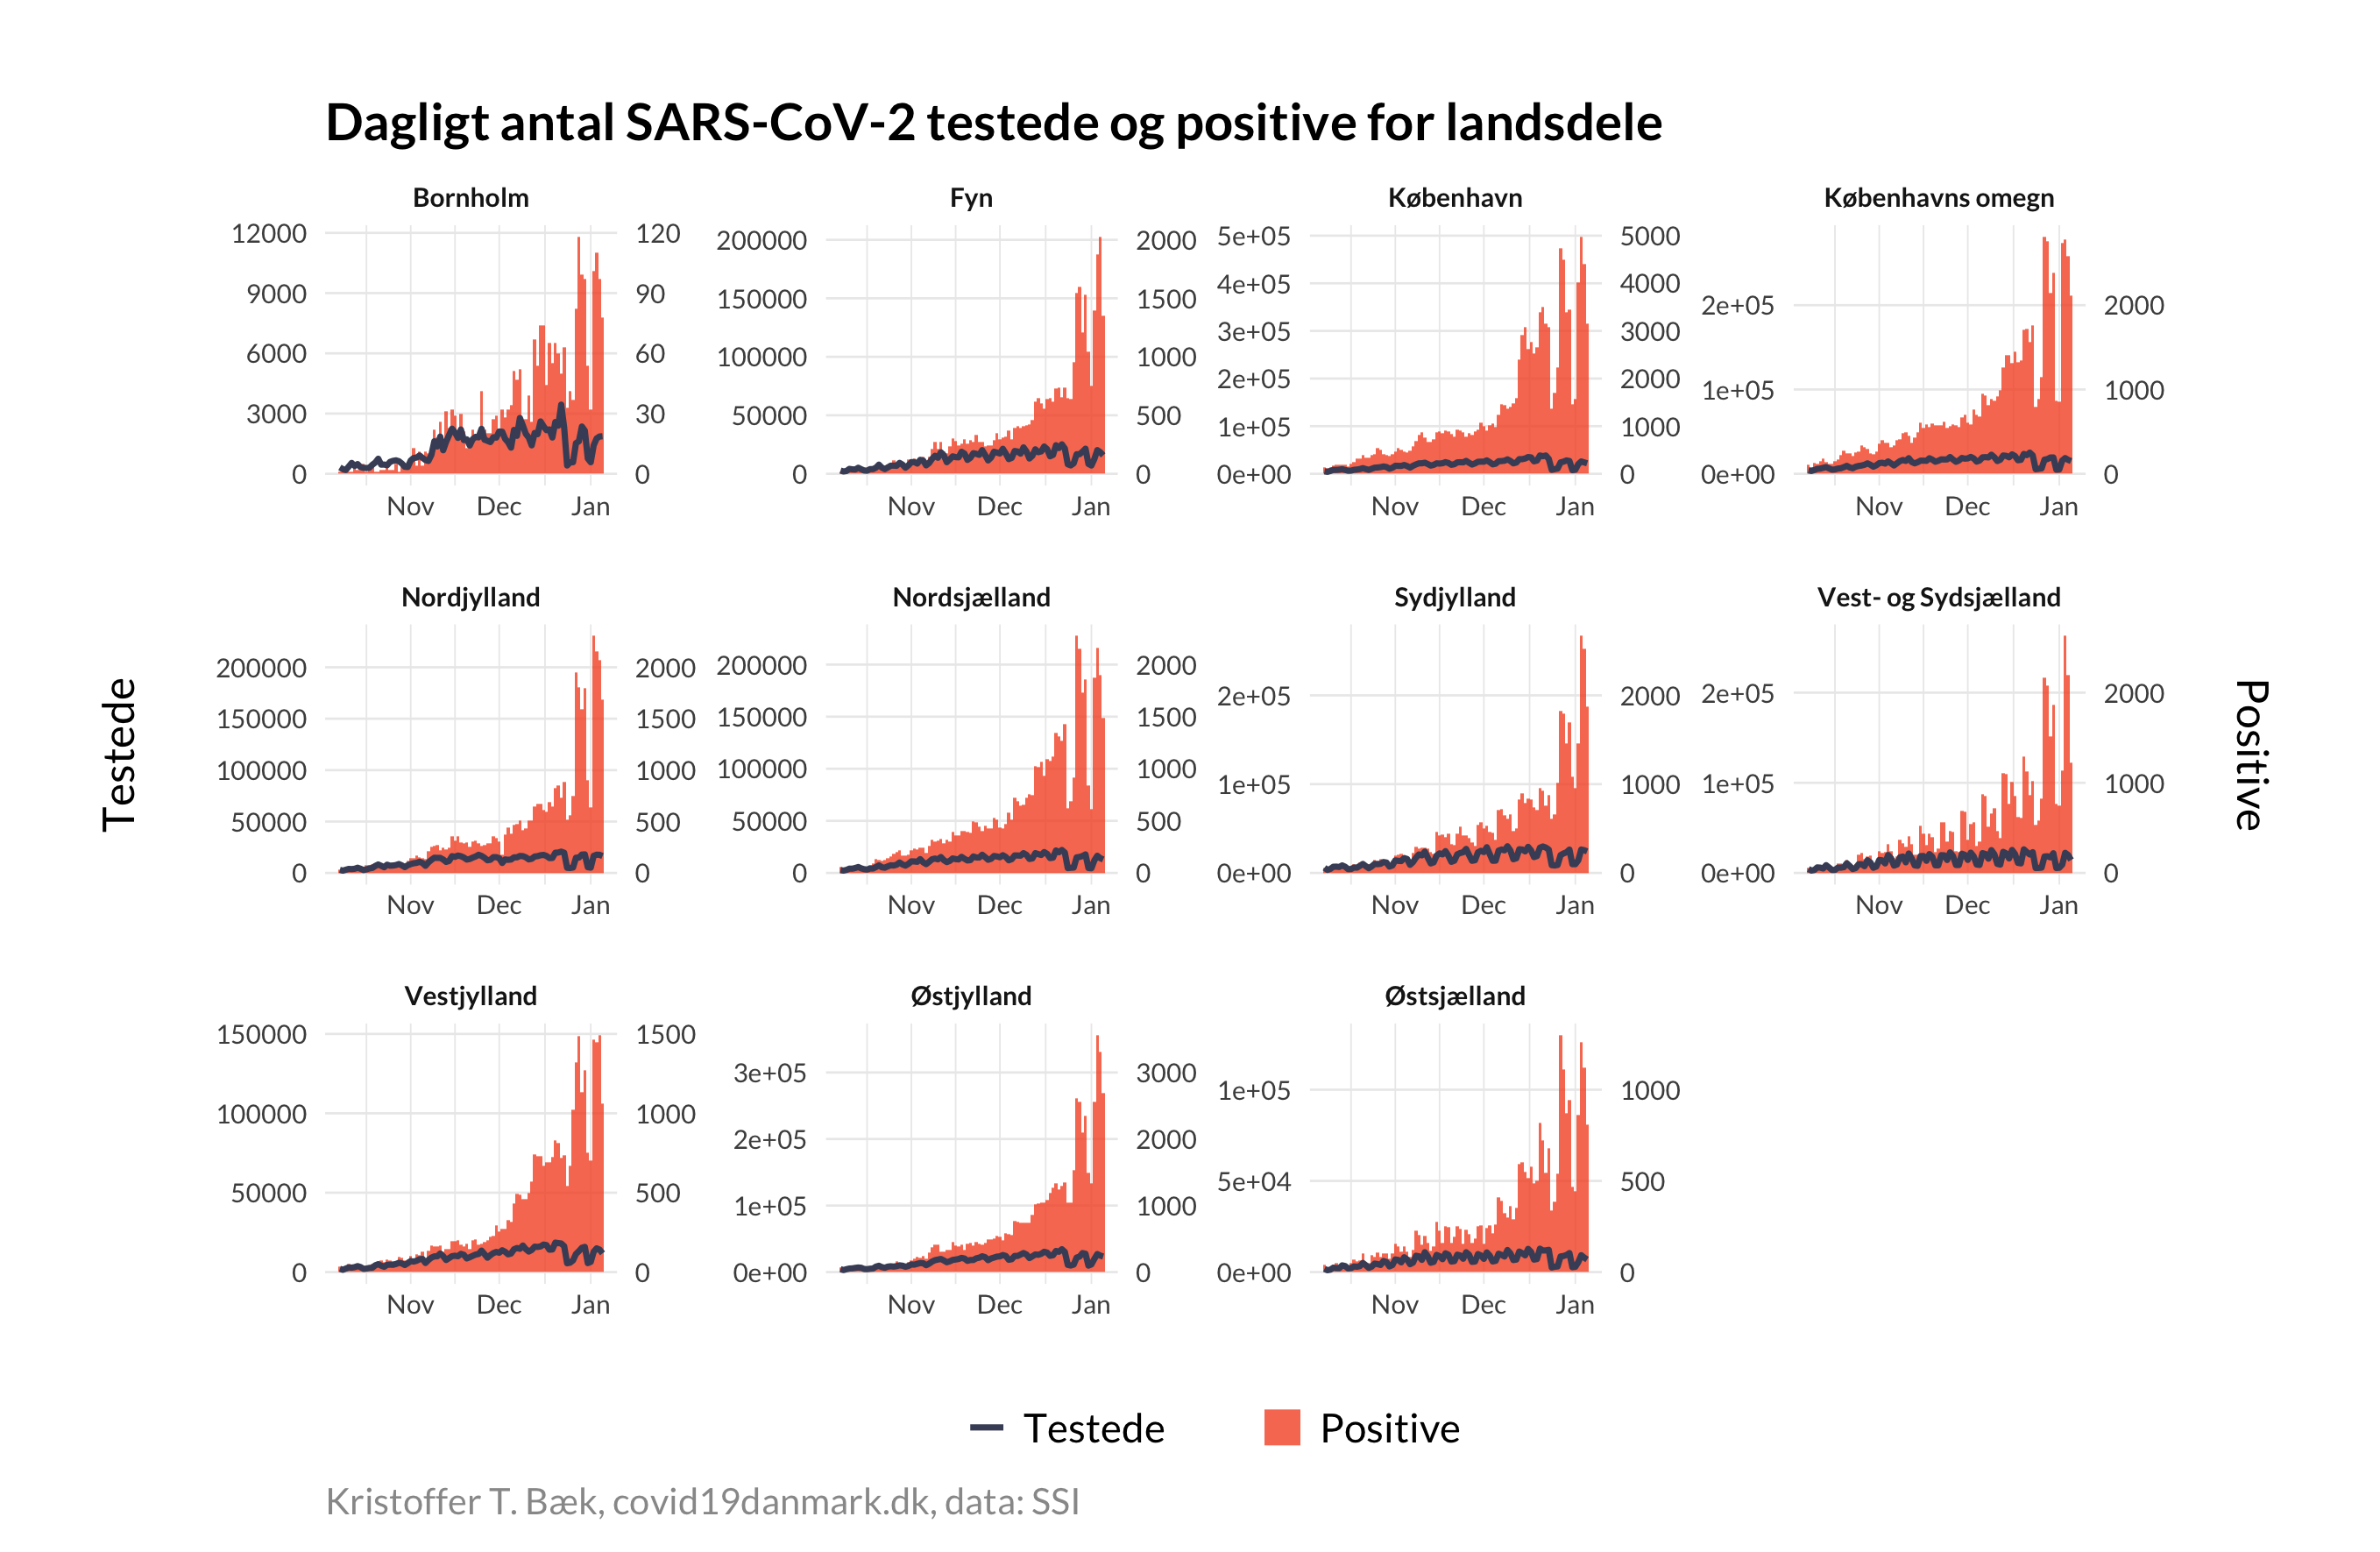 Dagligt antal SARS-CoV-2 testede og positive for landsdele
Bornholm
12000
9000
6000
3000
0
120
90
60
30
0
Nov Dec Jan
Fyn
200000
150000
100000
50000
0
2000
1500
1000
500
0
Nov Dec Jan
København
5e+05
4e+05
3e+05
2e+05
1e+05
0e+00
5000
4000
3000
2000
1000
0
Nov Dec Jan
Københavns omegn
2e+05
1e+05
0e+00
2000
1000
0
Nov Dec Jan
Testede
Nordjylland
200000
150000
100000
50000
0
2000
1500
1000
500
0
Nov Dec Jan
Nordsjælland
200000
150000
100000
50000
0
2000
1500
1000
500
0
Nov Dec Jan
Sydjylland
2e+05
1e+05
0e+00
2000
1000
0
Nov Dec Jan
Vest- og Sydsjælland
2e+05
1e+05
0e+00
2000
1000
0
Nov Dec Jan
Positive
Vestjylland
150000
100000
50000
0
1500
1000
500
0
Nov Dec Jan
Østjylland
3e+05
2e+05
1e+05
0e+00
3000
2000
1000
0
Nov Dec Jan
Østsjælland
1e+05
5e+04
0e+00
1000
500
0
Nov Dec Jan
Testede Positive
Kristoffer T. Bæk, covid19danmark.dk, data: SSI